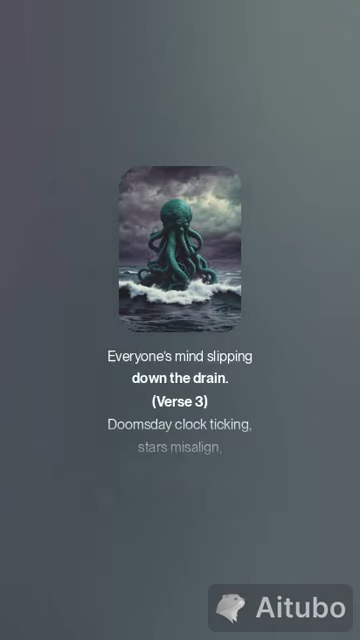 Everyone's mind slipping
down the drain.
(Verse 3)
Doomsday clock ticking,
stars misalign,
Aitubo